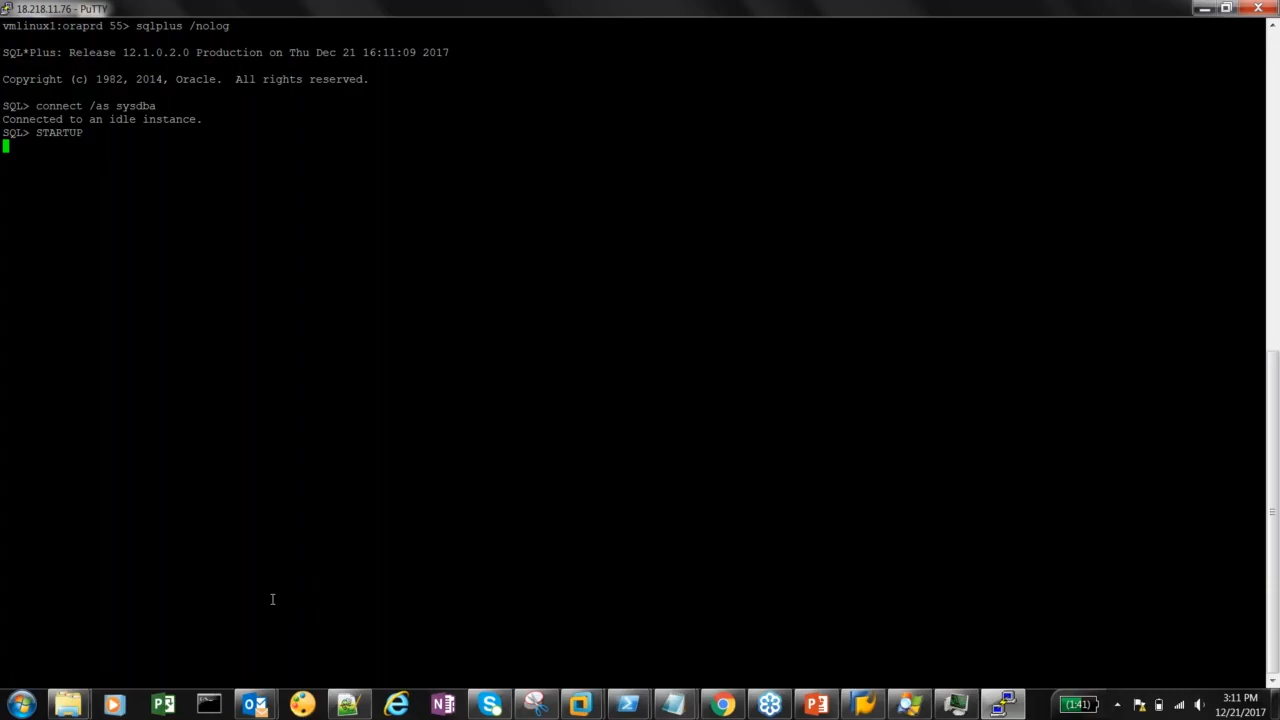 18.218.11.76 - PuTTY
vmlinux1:oraprd 55> sqlplus /nolog
SQL*Plus: Release 12.1.0.2.0 Production on Thu Dec 21 16:11:09 2017
Copyright (c) 1982, 2014, Oracle.  All rights reserved.
SQL> connect /as sysdba
Connected to an idle instance.
SQL> STARTUP
(1:41)
3:11 PM
12/21/2017